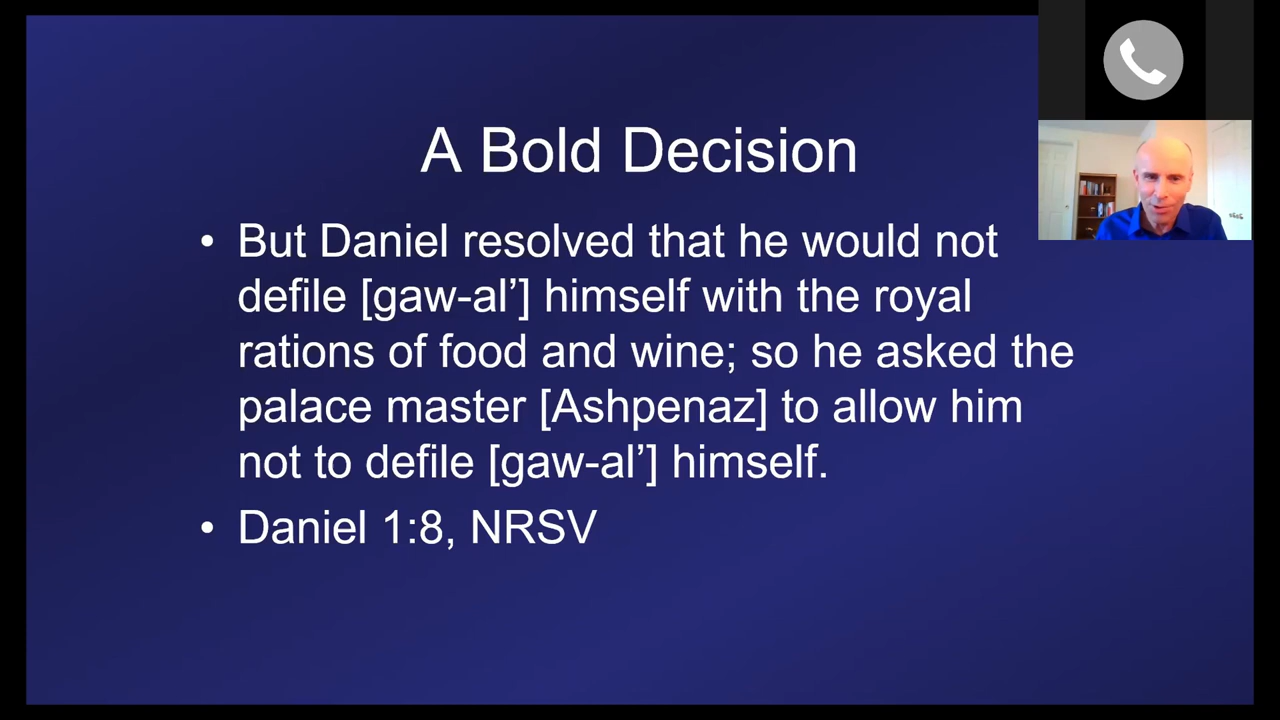 A Bold Decision
• But Daniel resolved that he would not
defile [gaw-al’] himself with the royal
rations of food and wine; so he asked the
palace master [Ashpenaz] to allow him
not to defile [gaw-al’] himself.
• Daniel 1:8, NRSV